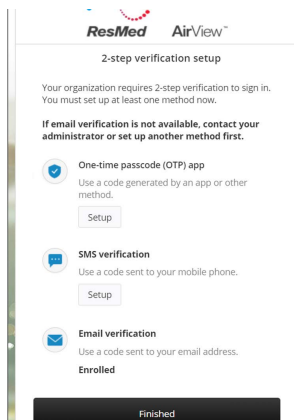 ResMed AirView™
2-step verification setup
Your organization requires 2-step verification to sign in.
You must set up at least one method now.
If email verification is not available, contact your
administrator or set up another method first.
One-time passcode (OTP) app
Use a code generated by an app or other
method.
Setup
SMS verification
Use a code sent to your mobile phone.
Setup
Email verification
Use a code sent to your email address.
Enrolled
Finished